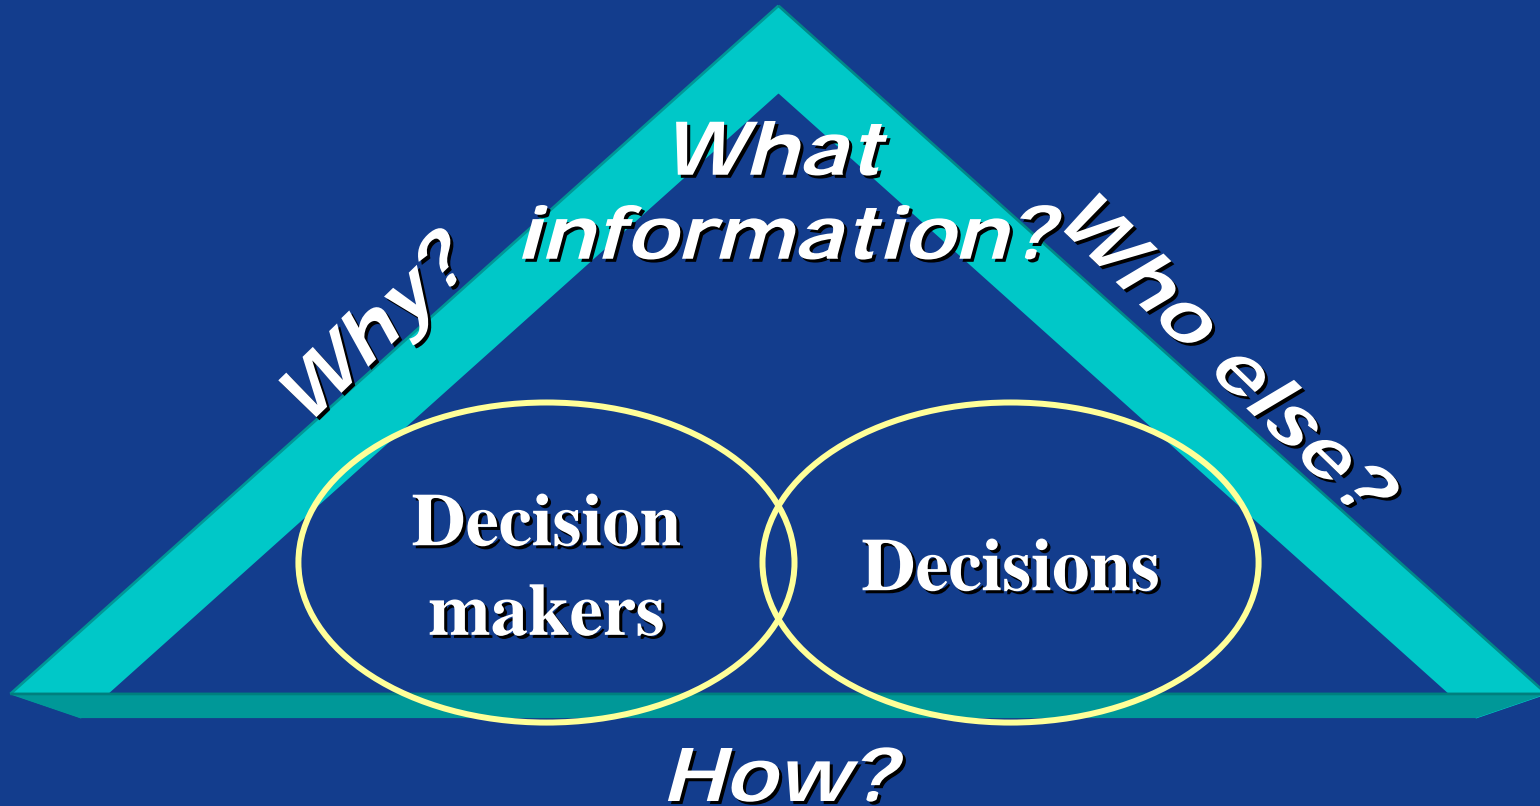 What
information?
Why?
Who else?
Decision
makers
Decisions
How?